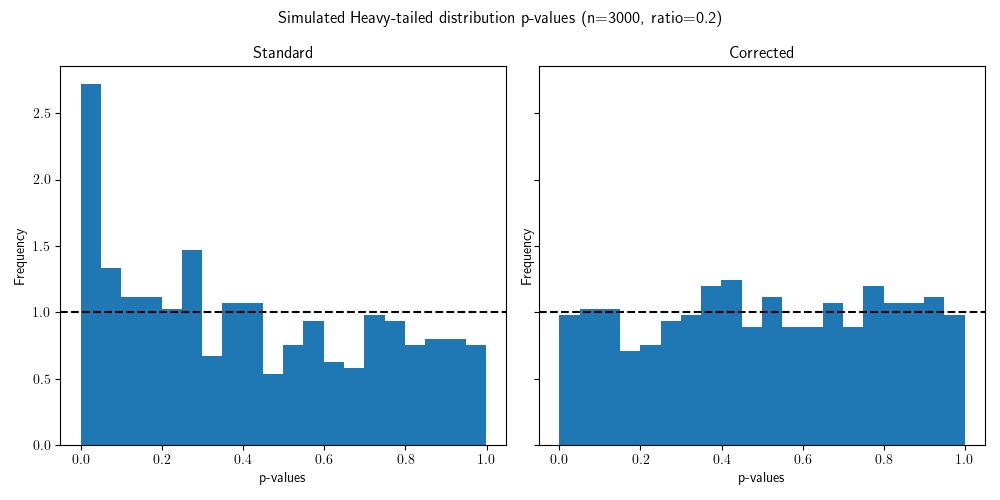 Simulated Heavy-tailed distribution p-values (n=3000, ratio=0.2)
Standard
Frequency
2.5
2.0
1.5
1.0
0.5
0.0
0.0 0.2 0.4 0.6 0.8 1.0
p-values
Corrected
Frequency
0.0 0.2 0.4 0.6 0.8 1.0
p-values